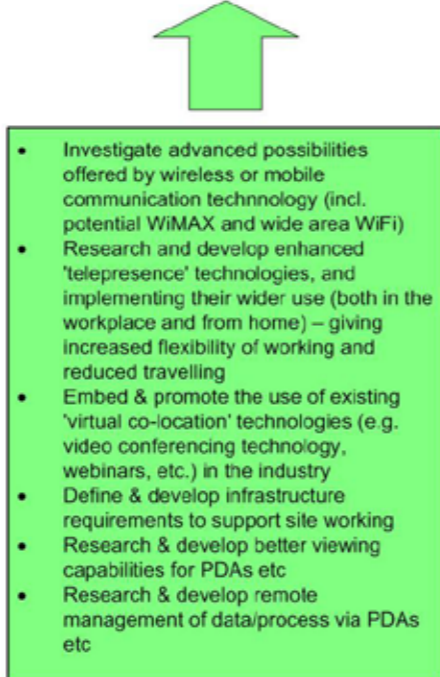 • Investigate advanced possibilities
offered by wireless or mobile
communication technnology (incl.
potential WiMAX and wide area WiFi)
• Research and develop enhanced
'telepresence' technologies, and
implementing their wider use (both in the
workplace and from home) – giving
increased flexibility of working and
reduced travelling
• Embed & promote the use of existing
'virtual co-location' technologies (e.g.
video conferencing technology,
webinars, etc.) in the industry
• Define & develop infrastructure
requirements to support site working
• Research & develop better viewing
capabilities for PDAs etc
• Research & develop remote
management of data/process via PDAs
etc